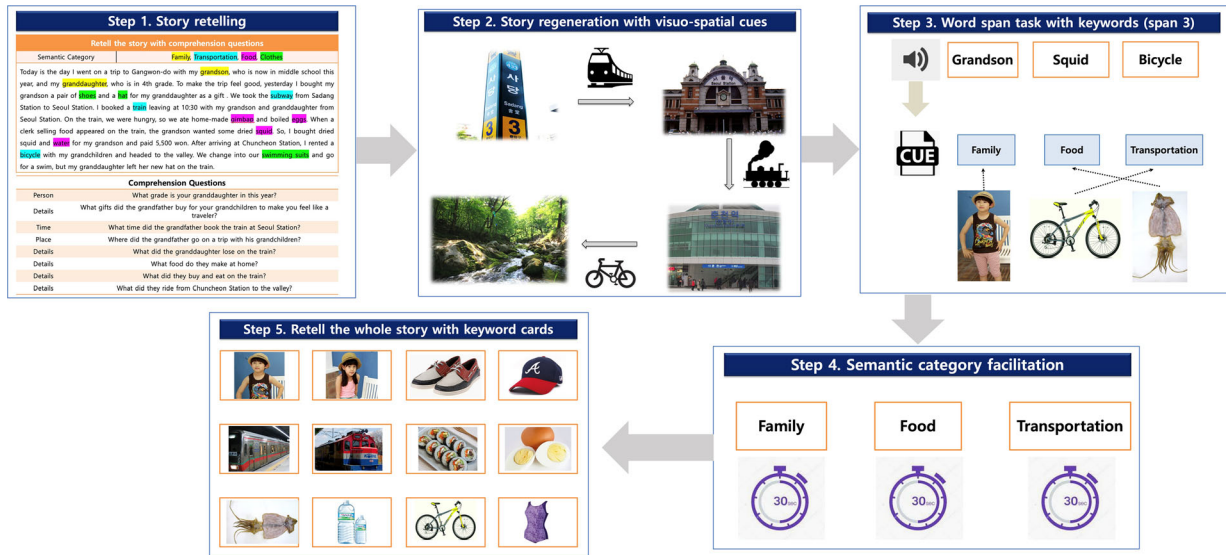 Step 1. Story retelling
Retell the story with comprehension questions
Semantic Category
Family, Transportation, Food, Clothes
Today is the day I went on a trip to Gangwon-do with my grandson, who is now in middle school this
year, and my granddaughter, who is in 4th grade. To make the trip feel good, yesterday I bought my
grandson a pair of shoes and a hat for my granddaughter as a gift . We took the subway from Sadang
Station to Seoul Station. I booked a train leaving at 10:30 with my grandson and granddaughter from
Seoul Station. On the train, we were hungry, so we ate home-made gimbap and boiled eggs. When a
clerk selling food appeared on the train, the grandson wanted some dried squid. So, I bought dried
squid and water for my grandson and paid 5,500 won. After arriving at Chuncheon Station, I rented a
bicycle with my grandchildren and headed to the valley. We change into our swimming suits and go
for a swim, but my granddaughter left her new hat on the train.
Comprehension Questions
Person What grade is your granddaughter in this year?
Details What gifts did the grandfather buy for your grandchildren to make you feel like a
traveler?
Time What time did the grandfather book the train at Seoul Station?
Place Where did the grandfather go on a trip with his grandchildren?
Details What did the granddaughter lose on the train?
Details What food do they make at home?
Details What did they buy and eat on the train?
Details What did they ride from Chuncheon Station to the valley?
Step 2. Story regeneration with visuo-spatial cues
사당
Sadang
춘천역
Step 3. Word span task with keywords (span 3)
Grandson Squid Bicycle
CUE
Family Food Transportation
Step 4. Semantic category facilitation
Family Food Transportation
30sec 30sec 30sec
Step 5. Retell the whole story with keyword cards
A